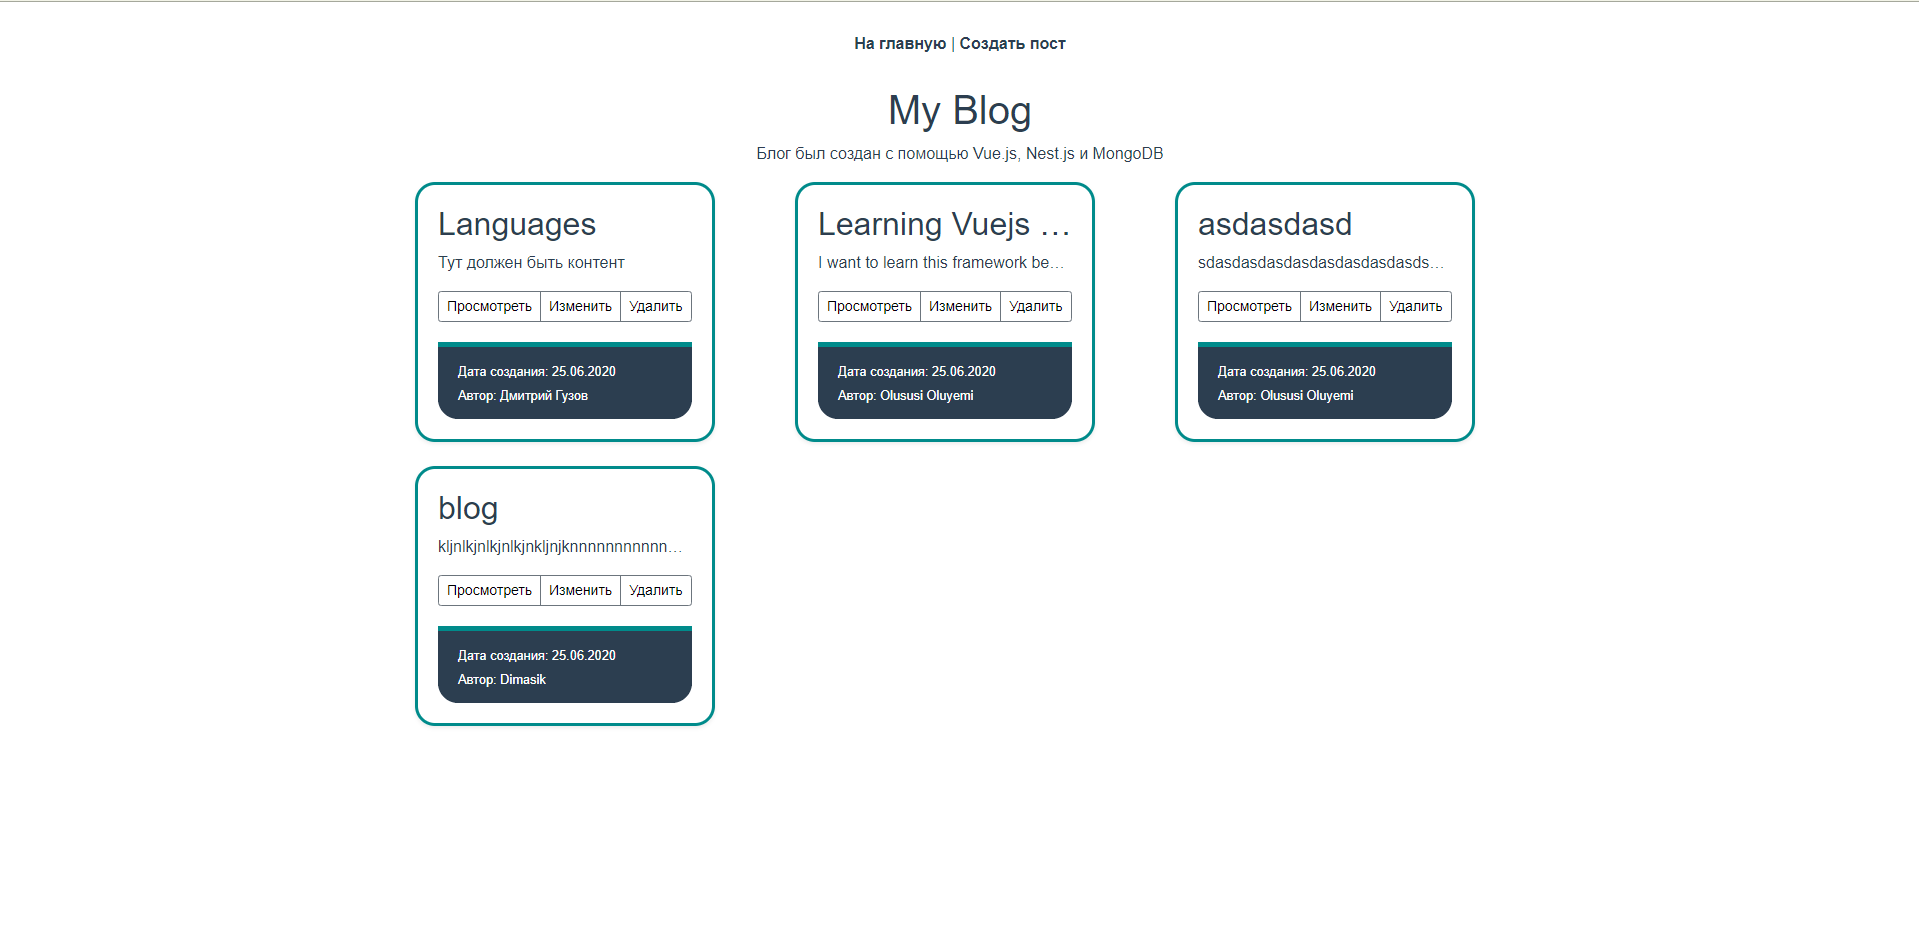 На главную | Создать пост
My Blog
Блог был создан с помощью Vue.js, Nest.js и MongoDB
Languages
Тут должен быть контент
Просмотреть Изменить Удалить
Дата создания: 25.06.2020
Автор: Дмитрий Гузов
Learning Vuejs ...
I want to learn this framework be...
Просмотреть Изменить Удалить
Дата создания: 25.06.2020
Автор: Olususi Oluyemi
asdasdasd
sdasdasdasdasdasdasdasdasds...
Просмотреть Изменить Удалить
Дата создания: 25.06.2020
Автор: Olususi Oluyemi
blog
kljnlkjnlkjnlkjnkljnjknnnnnnnnnnn...
Просмотреть Изменить Удалить
Дата создания: 25.06.2020
Автор: Dimasik